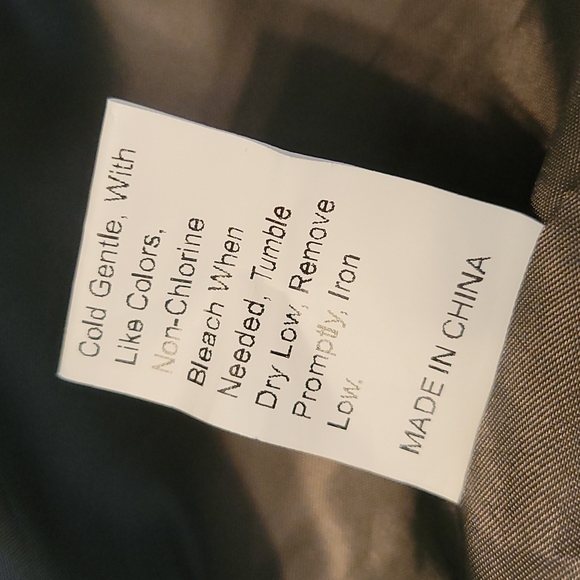 Cold Gentle, With
Like Colors,
Non-Chlorine
Bleach When
Needed, Tumble
Dry Low, Remove
Promptly, Iron
Low.
MADE IN CHINA